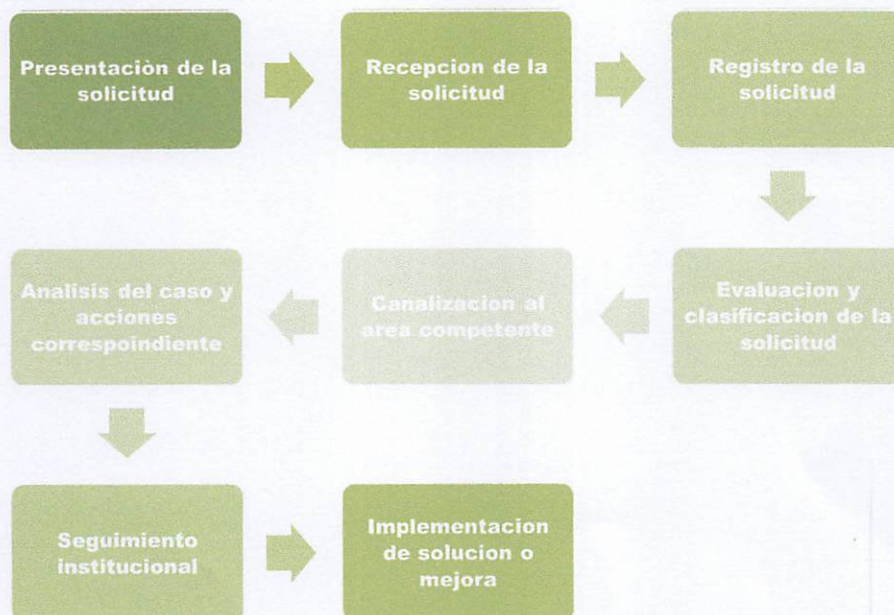 Presentaciòn de la
solicitud
Recepcion de la
solicitud
Registro de la
solicitud
Evaluacion y
clasificacion de la
solicitud
Canalizacion al
area competente
Analisis del caso y
acciones
correspoindiente
Seguimiento
institucional
Implementacion
de solucion o
mejora